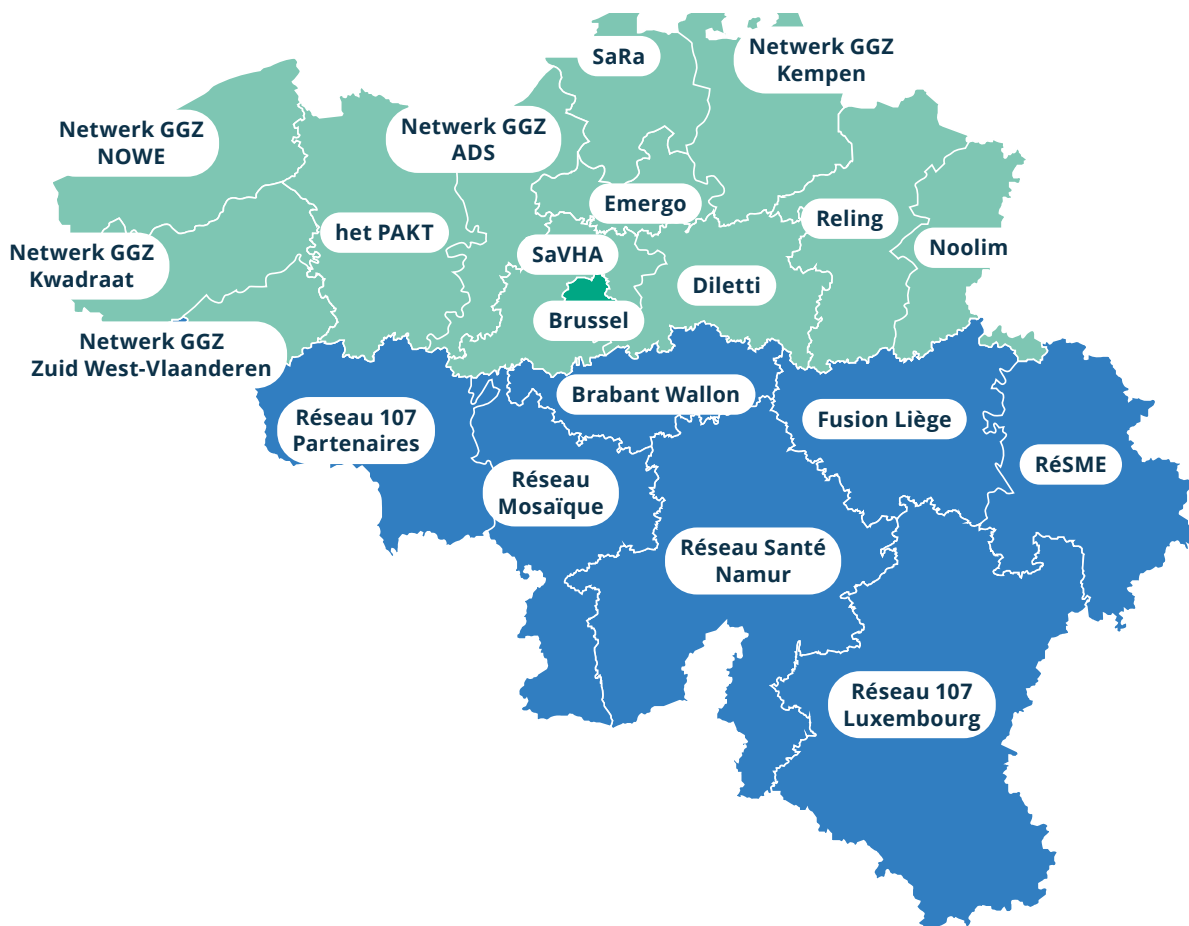 SaRa
Netwerk GGZ
Kempen
Netwerk GGZ
NOWE
Netwerk GGZ
ADS
Emergo
het PAKT
Reling
Netwerk GGZ
Kwadraat
SaVHA
Noolim
Diletti
Brussel
Netwerk GGZ
Zuid West-Vlaanderen
Brabant Wallon
Réseau 107
Partenaires
Fusion Liège
RéSME
Réseau
Mosaïque
Réseau Santé
Namur
Réseau 107
Luxembourg